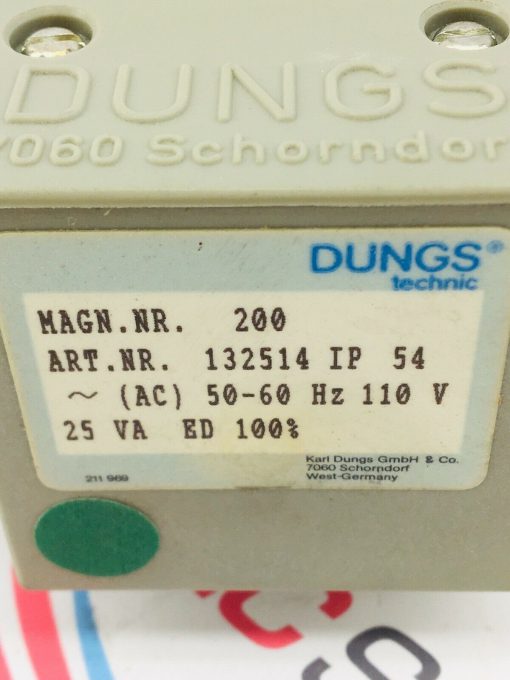 DUNGS
7060 Schorndorf
DUNGS®
technic
MAGN.NR. 200
ART.NR. 132514 IP 54
~ (AC) 50-60 Hz 110 V
25 VA ED 100%
Karl Dungs GmbH & Co.
7060 Schorndorf
West-Germany
211 969